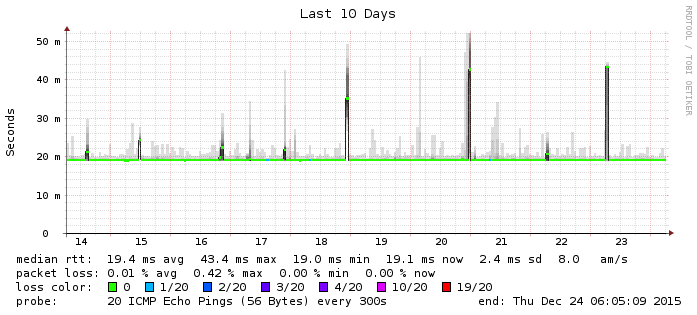 Last 10 Days
RRDTOOL / TOBI OETIKER
Seconds
50 m
40 m
30 m
20 m
10 m
0
14 15 16 17 18 19 20 21 22 23
median rtt: 19.4 ms avg 43.4 ms max 19.0 ms min 19.1 ms now 2.4 ms sd 8.0 am/s
packet loss: 0.01 % avg 0.42 % max 0.00 % min 0.00 % now
loss color: 0 1/20 2/20 3/20 4/20 10/20 19/20
probe: 20 ICMP Echo Pings (56 Bytes) every 300s end: Thu Dec 24 06:05:09 2015